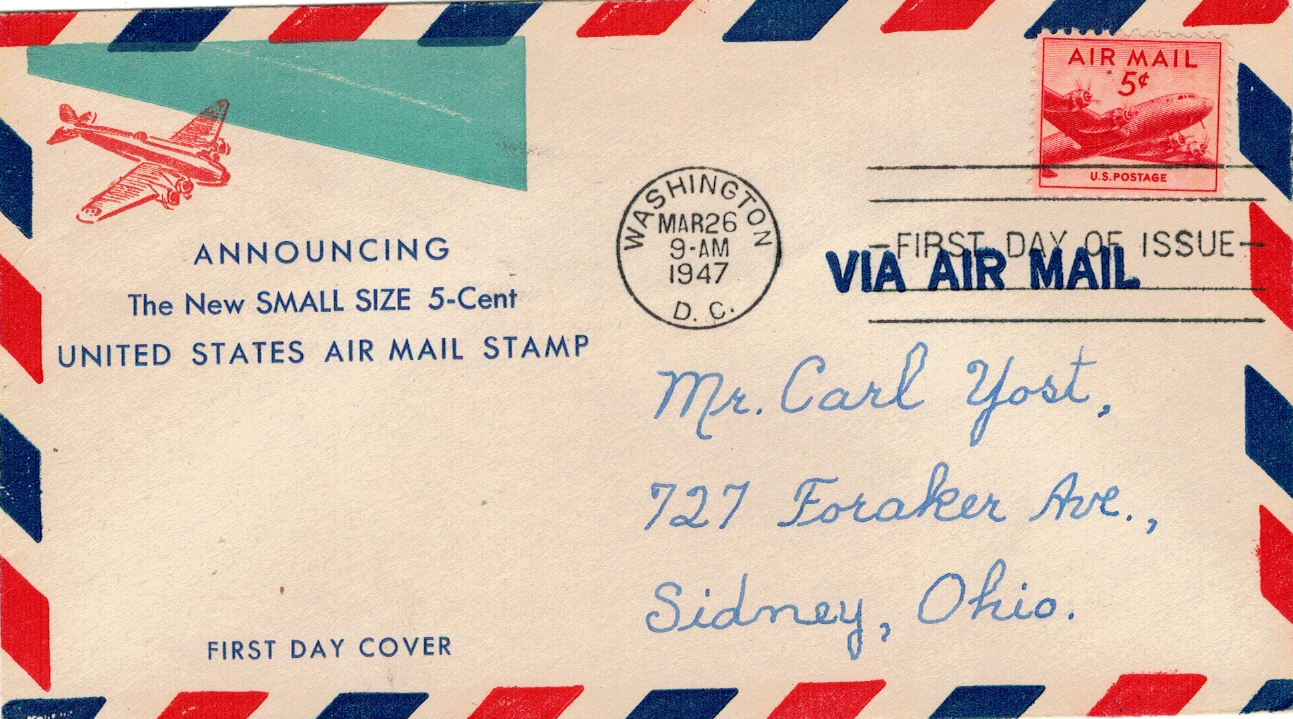 AIR MAIL
5¢
U.S. POSTAGE
WASHINGTON
MAR 26
9-AM
1947
D. C.
FIRST DAY OF ISSUE
VIA AIR MAIL
ANNOUNCING
The New SMALL SIZE 5-Cent
UNITED STATES AIR MAIL STAMP
Mr. Carl Yost,
727 Foraker Ave.,
Sidney, Ohio.
FIRST DAY COVER